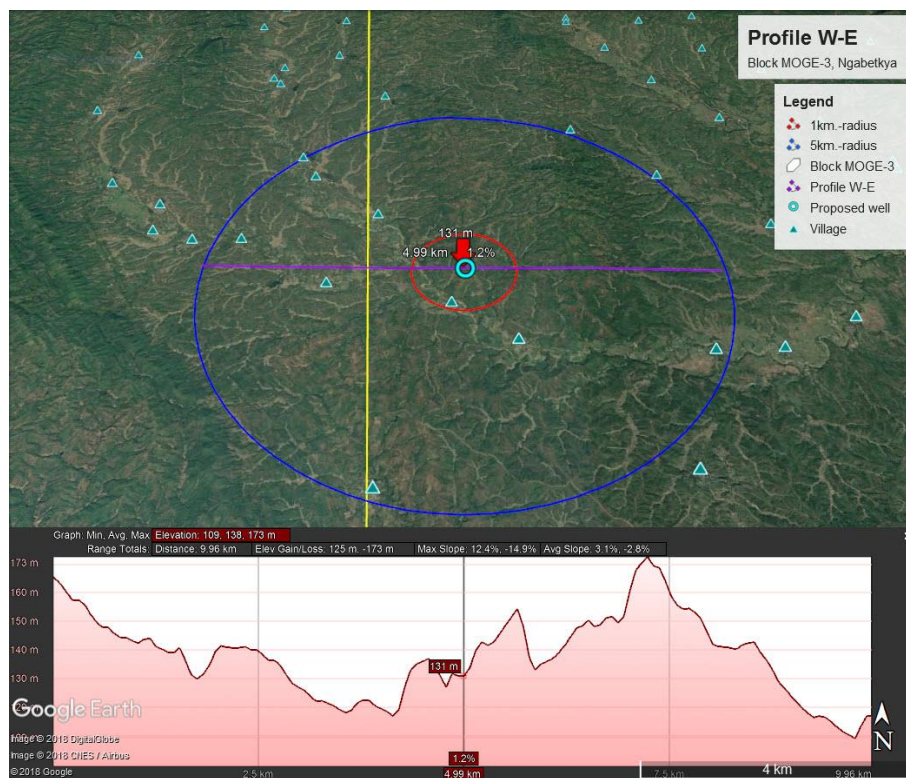 Profile W-E
Block MOGE-3, Ngabetkya
Legend
1km.-radius
5km.-radius
Block MOGE-3
Profile W-E
Proposed well
Village
131 m
4.99 km 1.2%
Graph: Min, Avg, Max Elevation: 109, 138, 173 m
Range Totals: Distance: 9.96 km Elev Gain/Loss: 125 m, -173 m Max Slope: 12.4%, -14.9% Avg Slope: 3.1%, -2.8%
173 m
160 m
150 m
140 m
130 m
131 m
Google Earth
Image © 2018 DigitalGlobe
Image © 2018 CNES / Airbus
© 2018 Google
N
1.2%
2.5 km
4.99 km
7.5 km
4 km
9.96 km